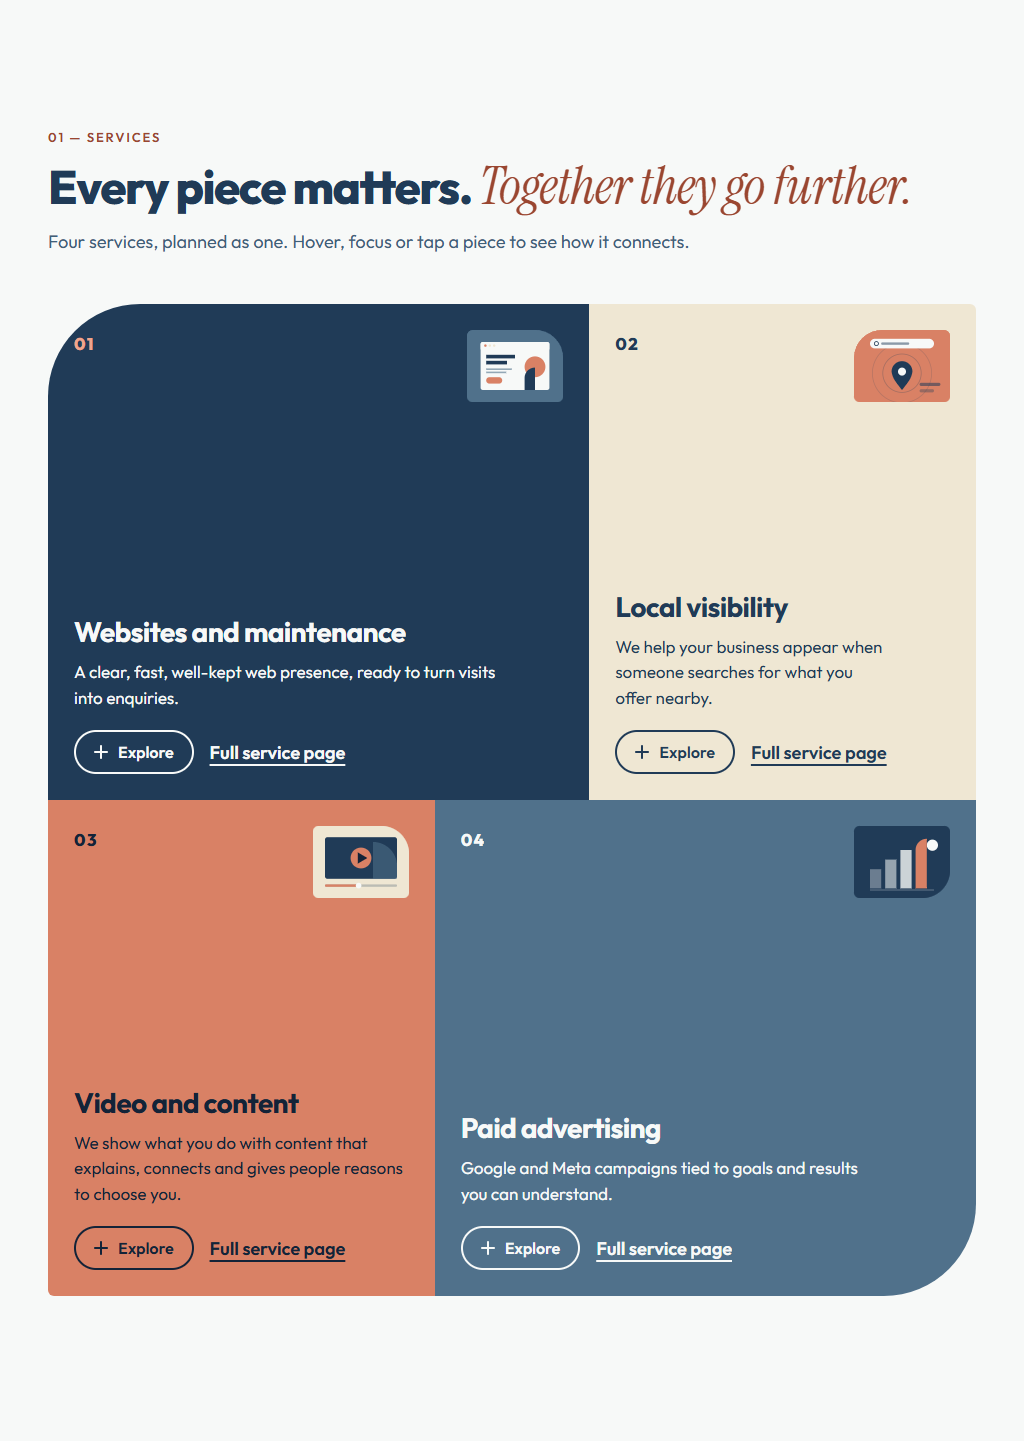 01 — SERVICES
Every piece matters. Together they go further.
Four services, planned as one. Hover, focus or tap a piece to see how it connects.
01
Websites and maintenance
A clear, fast, well-kept web presence, ready to turn visits
into enquiries.
+ Explore Full service page
02
Local visibility
We help your business appear when
someone searches for what you
offer nearby.
+ Explore Full service page
03
Video and content
We show what you do with content that
explains, connects and gives people reasons
to choose you.
+ Explore Full service page
04
Paid advertising
Google and Meta campaigns tied to goals and results
you can understand.
+ Explore Full service page